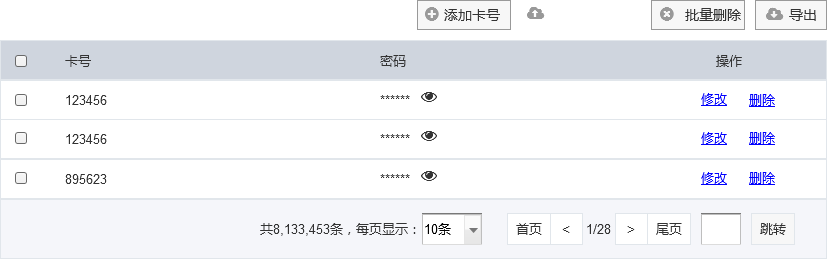 添加卡号 批量删除 导出
卡号 密码 操作
123456 ****** 修改 删除
123456 ****** 修改 删除
895623 ****** 修改 删除
共8,133,453条，每页显示： 10条 首页 < 1/28 > 尾页 跳转